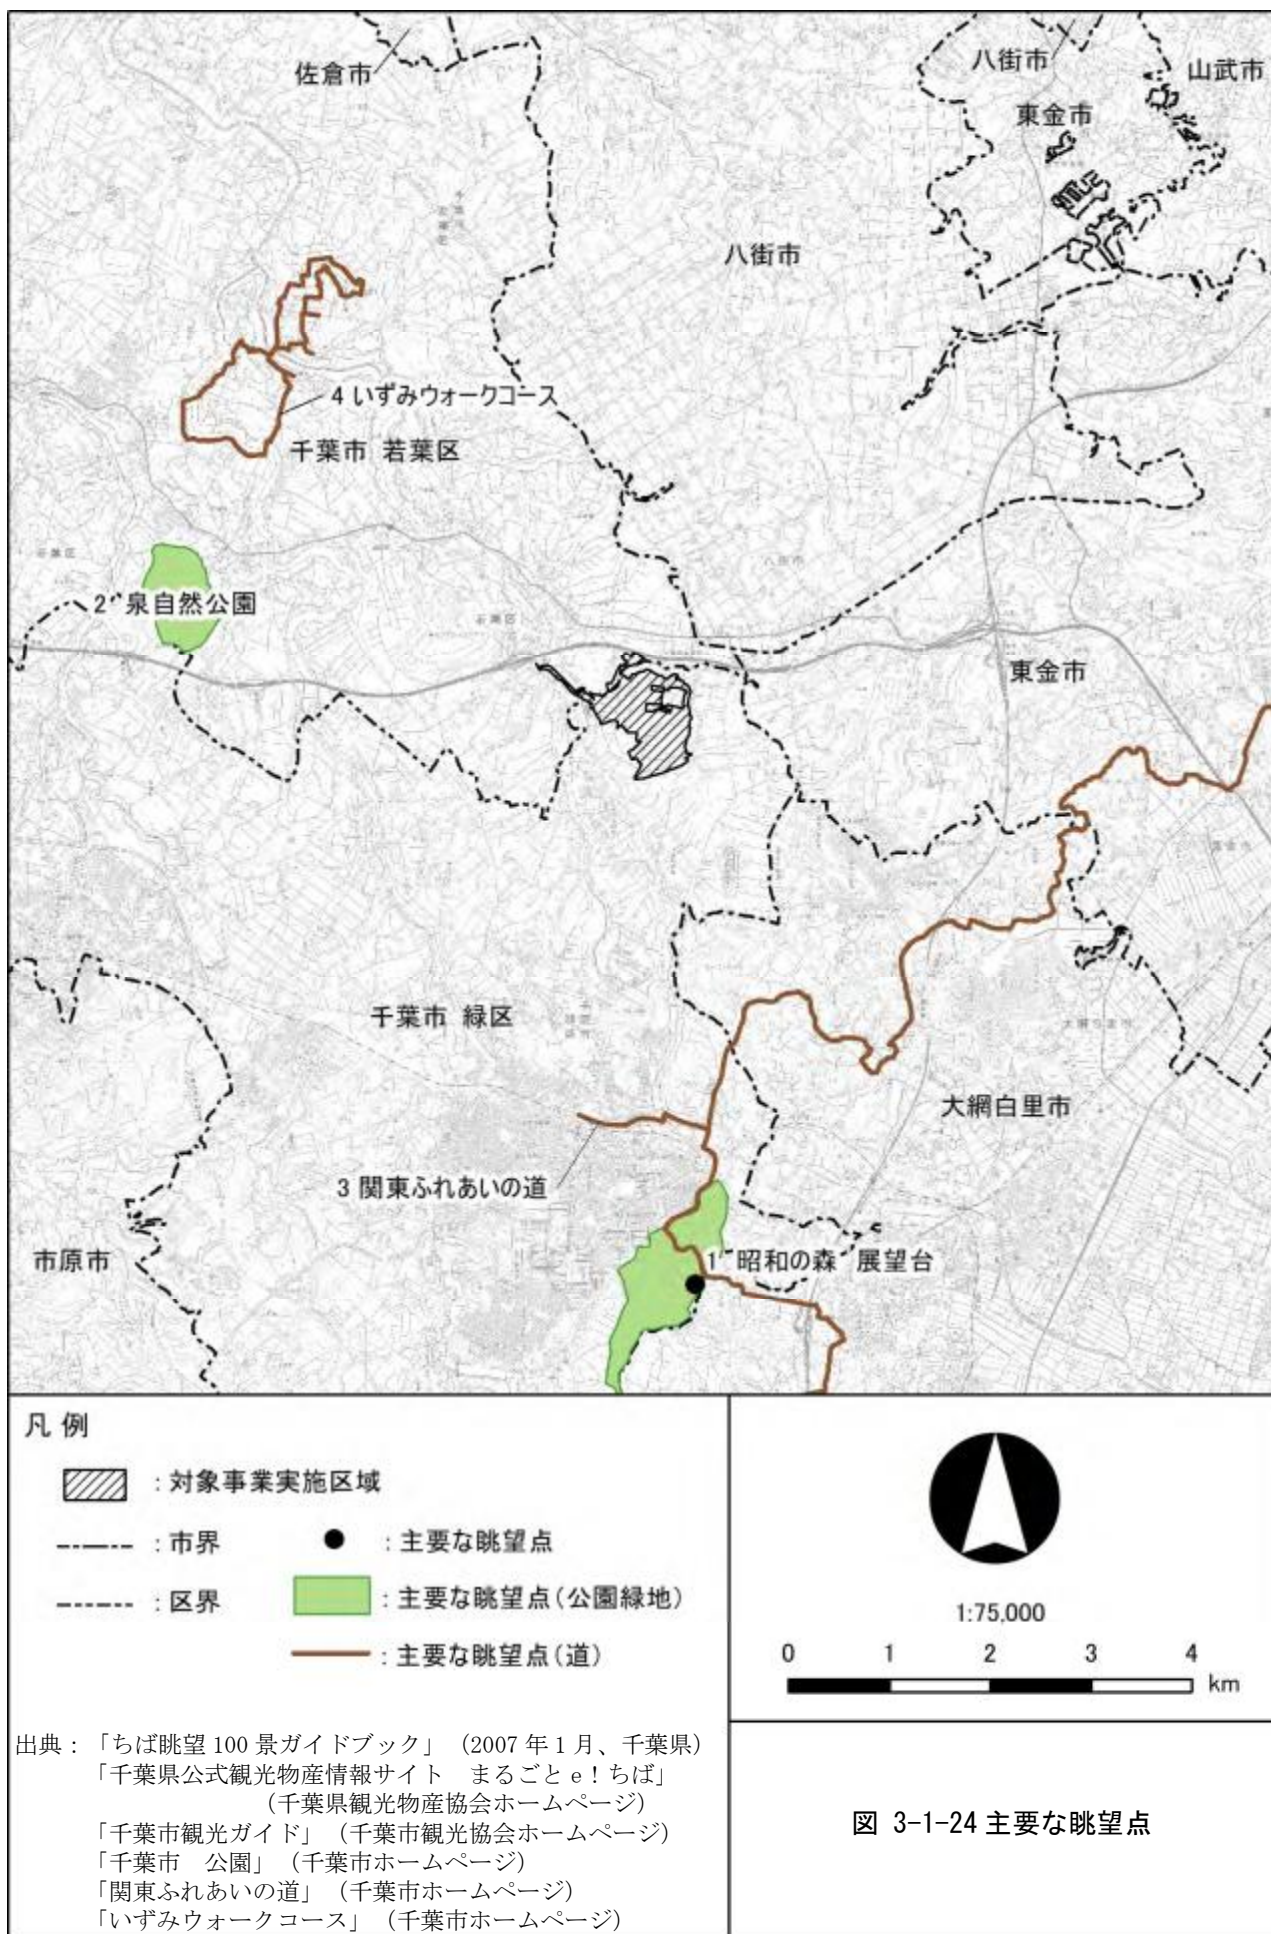 佐倉市
八街市
山武市
東金市
八街市
4 いずみウォークコース
千葉市 若葉区
2 泉自然公園
東金市
千葉市 緑区
大網白里市
3 関東ふれあいの道
市原市
1 昭和の森 展望台
凡 例
：対象事業実施区域
：市界
：主要な眺望点
：区界
：主要な眺望点(公園緑地)
：主要な眺望点(道)
1:75,000
0 1 2 3 4
km
出典：「ちば眺望 100 景ガイドブック」（2007 年 1 月、千葉県）
「千葉県公式観光物産情報サイト　まるごと e！ちば」
（千葉県観光物産協会ホームページ）
「千葉市観光ガイド」（千葉市観光協会ホームページ）
「千葉市　公園」（千葉市ホームページ）
「関東ふれあいの道」（千葉市ホームページ）
「いずみウォークコース」（千葉市ホームページ）
図 3-1-24 主要な眺望点